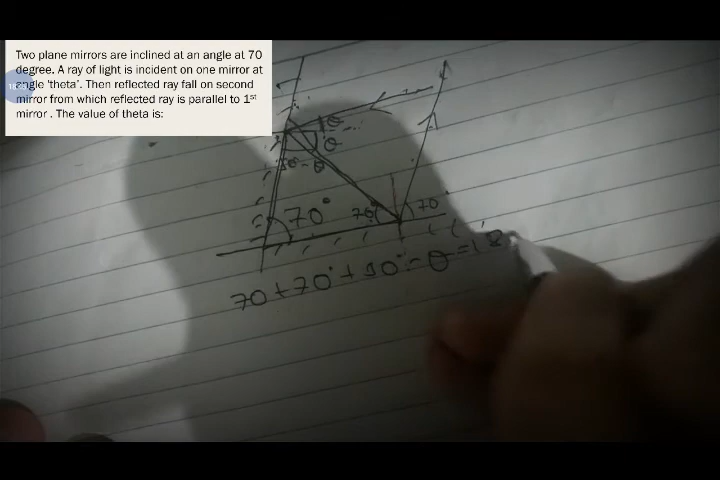 Two plane mirrors are inclined at an angle at 70
degree. A ray of light is incident on one mirror at
angle 'theta'. Then reflected ray fall on second
mirror from which reflected ray is parallel to 1st
mirror . The value of theta is:
θ
θ
90°-θ
70°
70°
70
70+70°+90°-θ=18